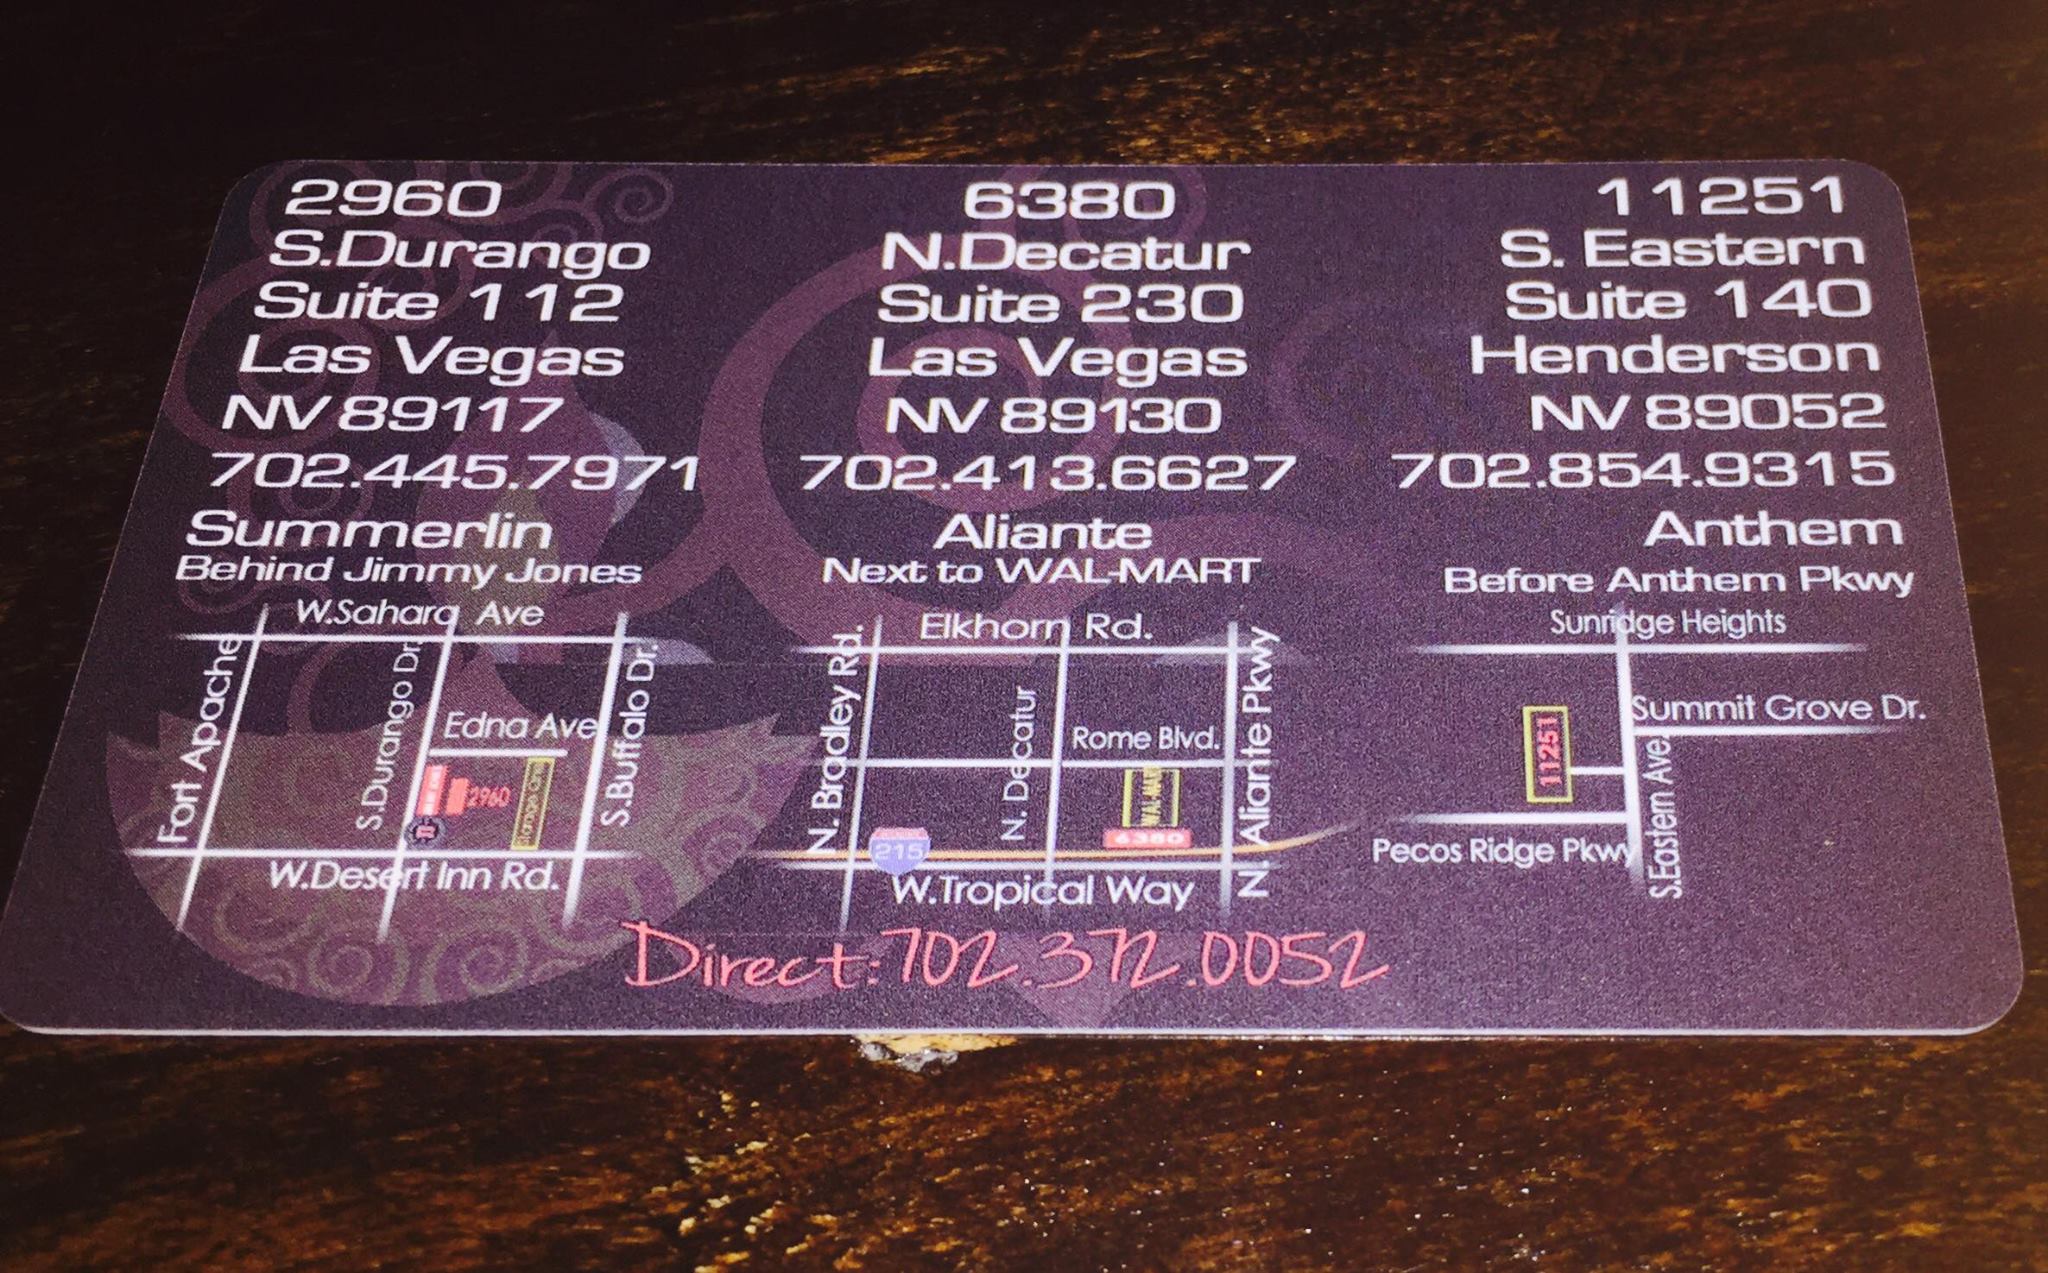 2960
S.Durango
Suite 112
Las Vegas
NV 89117
702.445.7971
Summerlin
Behind Jimmy Jones
W.Sahara Ave
Fort Apache
S.Durango Dr.
Edna Ave
S.Buffalo Dr.
2960
W.Desert Inn Rd.
6380
N.Decatur
Suite 230
Las Vegas
NV 89130
702.413.6627
Aliante
Next to WAL-MART
Elkhorn Rd.
N. Bradley Rd.
N. Decatur
Rome Blvd.
N. Aliante Pkwy
WAL-MART
6380
215
W.Tropical Way
11251
S. Eastern
Suite 140
Henderson
NV 89052
702.854.9315
Anthem
Before Anthem Pkwy
Sunridge Heights
Summit Grove Dr.
11251
S.Eastern Ave.
Pecos Ridge Pkwy
Direct:702.372.0052